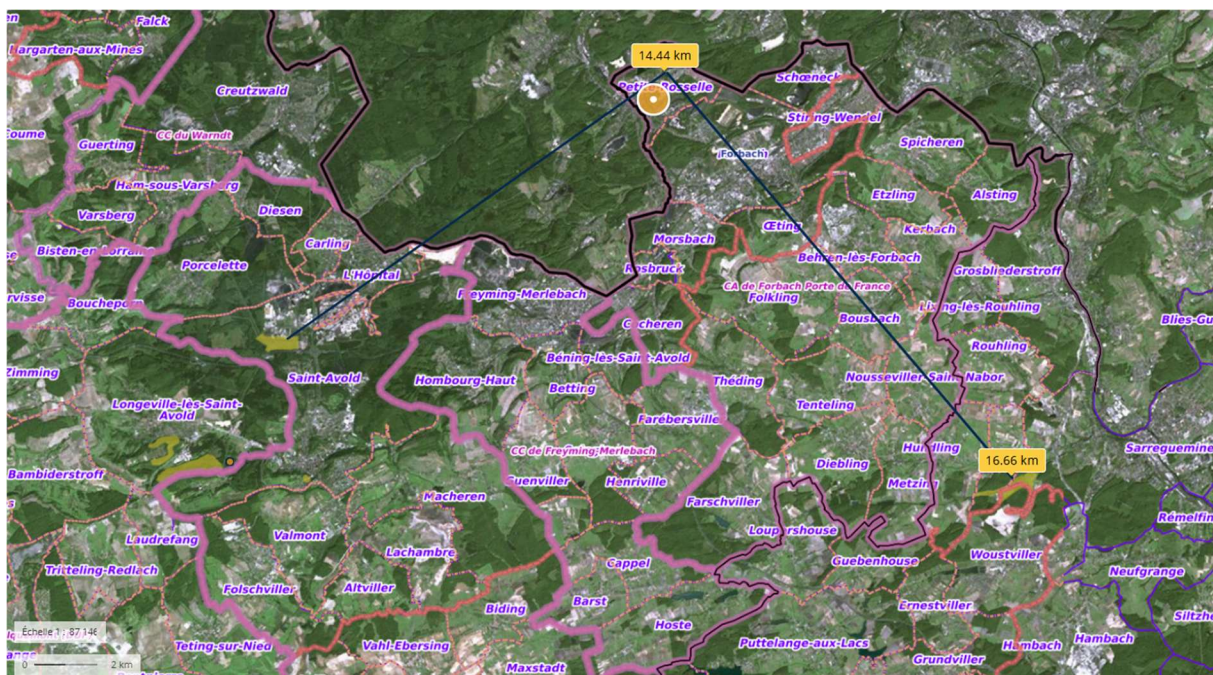 Falck
Hargarten-aux-Mines
14.44 km
Schœneck
Petite-Rosselle
Creutzwald
Stiring-Wendel
Coume
CC du Warndt
Guerting
Spicheren
Forbach
Ham-sous-Varsberg
Etzling
Alsting
Varsberg
Diesen
Œting
Kerbach
Carling
Morsbach
Bisten-en-Lorraine
Behren-lès-Forbach
Porcelette
Rosbruck
L'Hôpital
Grosbliederstroff
CA de Forbach Porte de France
Freyming-Merlebach
Folkling
Boucheporn
Lixing-lès-Rouhling
Bousbach
Blies-Gu
Cocheren
Rouhling
Béning-lès-Saint-Avold
Zimming
Saint-Avold
Hombourg-Haut
Betting
Théding
Nousseviller-Saint-Nabor
Longeville-lès-Saint-
Avold
Tenteling
Farébersville
CC de Freyming-Merlebach
Hundling
Sarreguemine
16.66 km
Diebling
Bambiderstroff
Guenviller
Henriville
Metzing
Macheren
Farschviller
Rémelfin
Loupershouse
Laudrefang
Valmont
Lachambre
Woustviller
Guebenhouse
Cappel
Tritteling-Redlach
Neufgrange
Folschviller
Altviller
Biding
Barst
Ernestviller
Siltzhe
Hoste
Échelle 1 : 87 14
Teting-sur-Nied
Vahl-Ebersing
Puttelange-aux-Lacs
Hambach
Hambach
Grundviller
0 2 km
Maxstadt